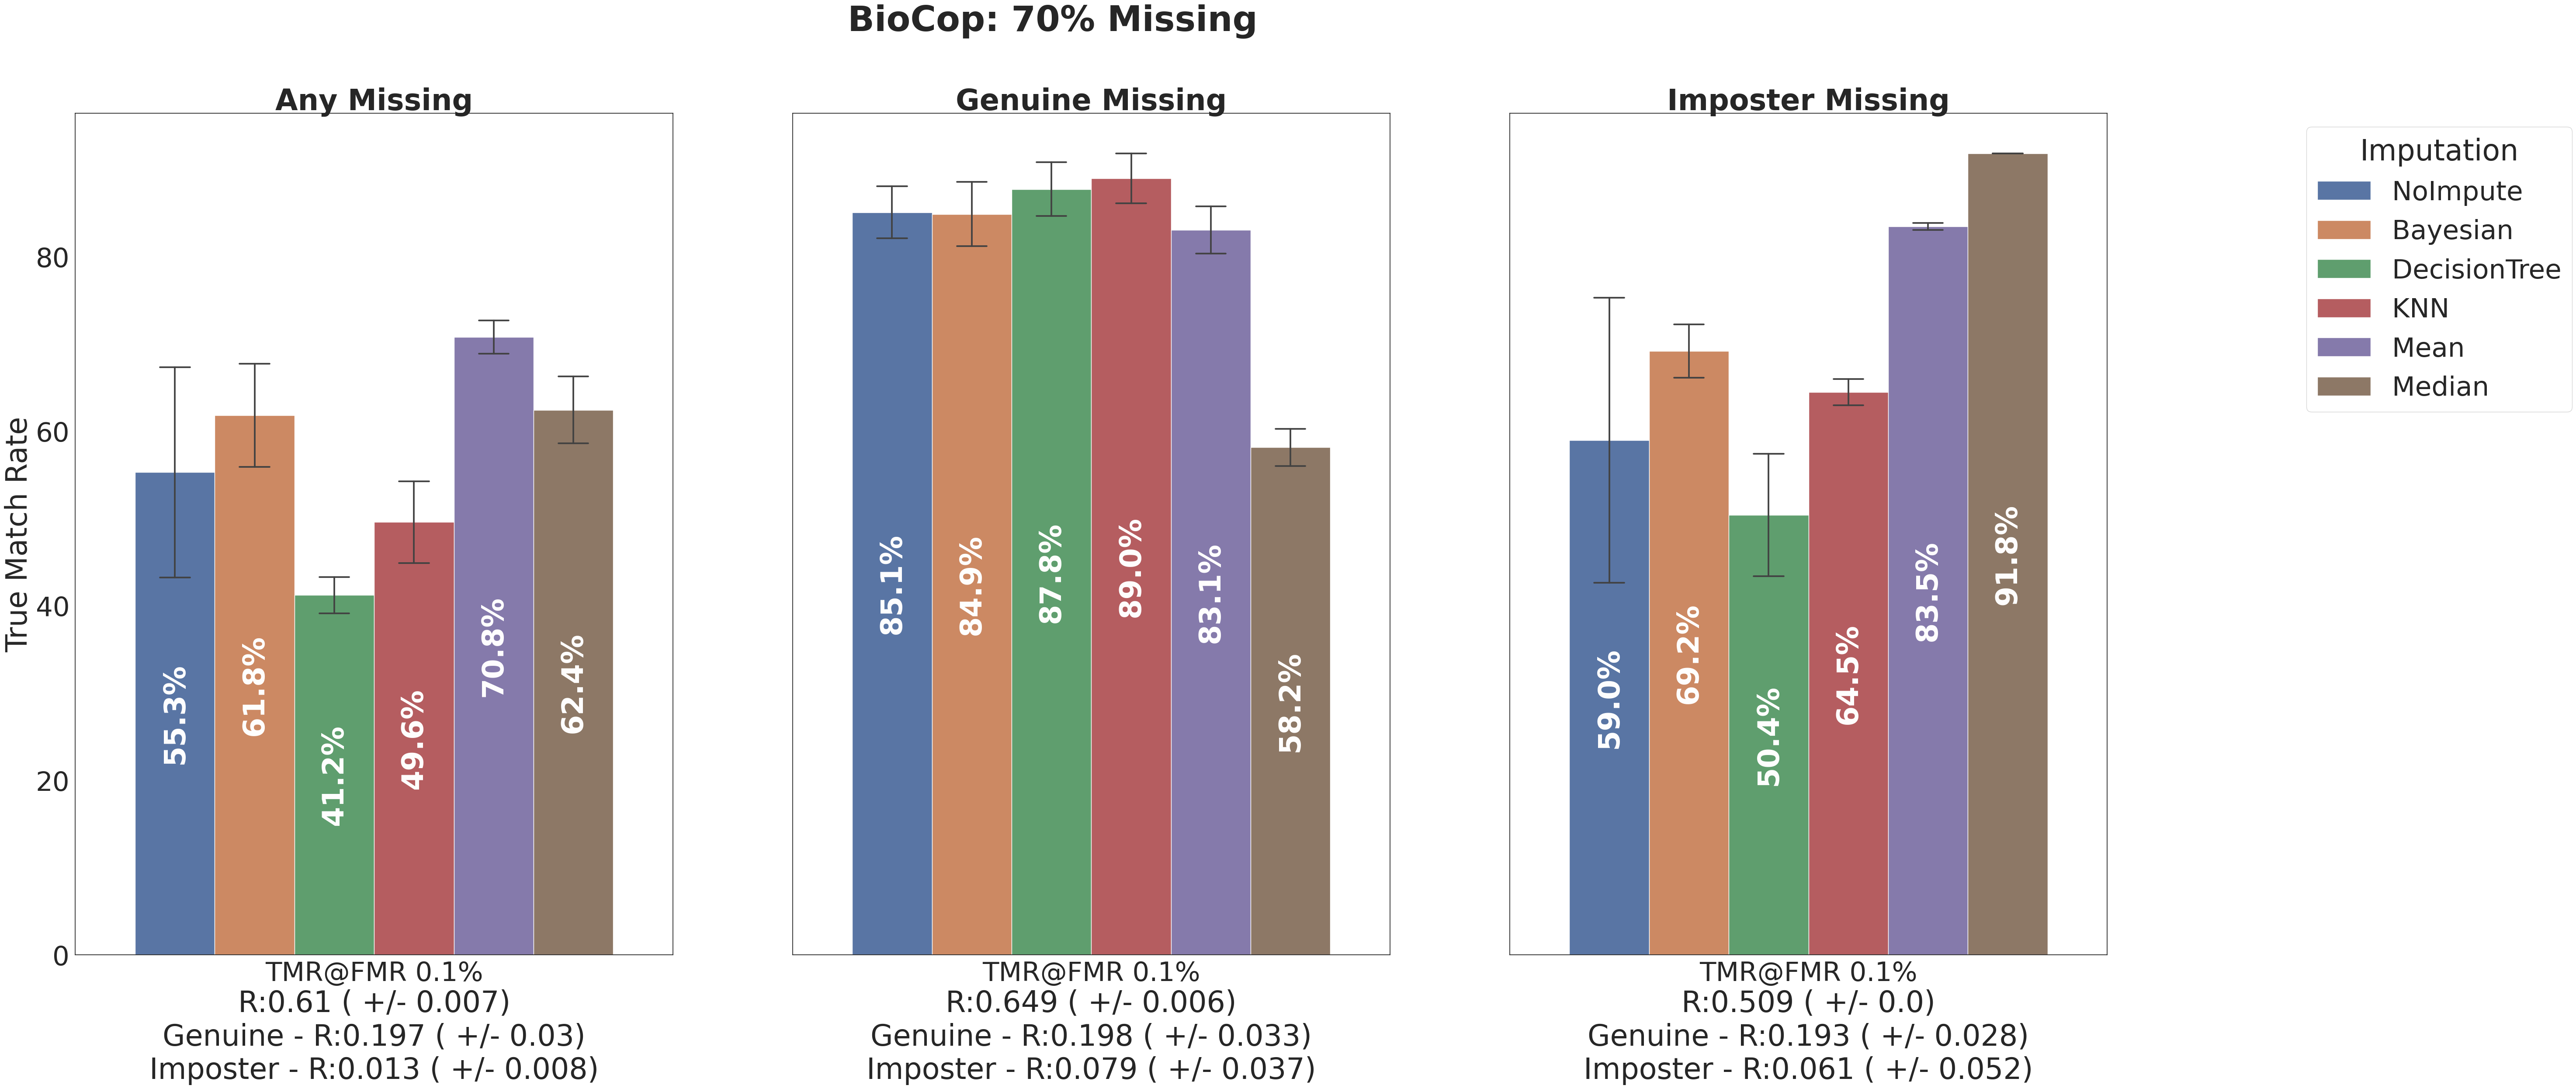 BioCop: 70% Missing
Any Missing
Genuine Missing
Imposter Missing
True Match Rate
80
60
40
20
0
55.3%
61.8%
41.2%
49.6%
70.8%
62.4%
85.1%
84.9%
87.8%
89.0%
83.1%
58.2%
59.0%
69.2%
50.4%
64.5%
83.5%
91.8%
TMR@FMR 0.1%
R:0.61 ( +/- 0.007)
Genuine - R:0.197 ( +/- 0.03)
Imposter - R:0.013 ( +/- 0.008)
TMR@FMR 0.1%
R:0.649 ( +/- 0.006)
Genuine - R:0.198 ( +/- 0.033)
Imposter - R:0.079 ( +/- 0.037)
TMR@FMR 0.1%
R:0.509 ( +/- 0.0)
Genuine - R:0.193 ( +/- 0.028)
Imposter - R:0.061 ( +/- 0.052)
Imputation
NoImpute
Bayesian
DecisionTree
KNN
Mean
Median